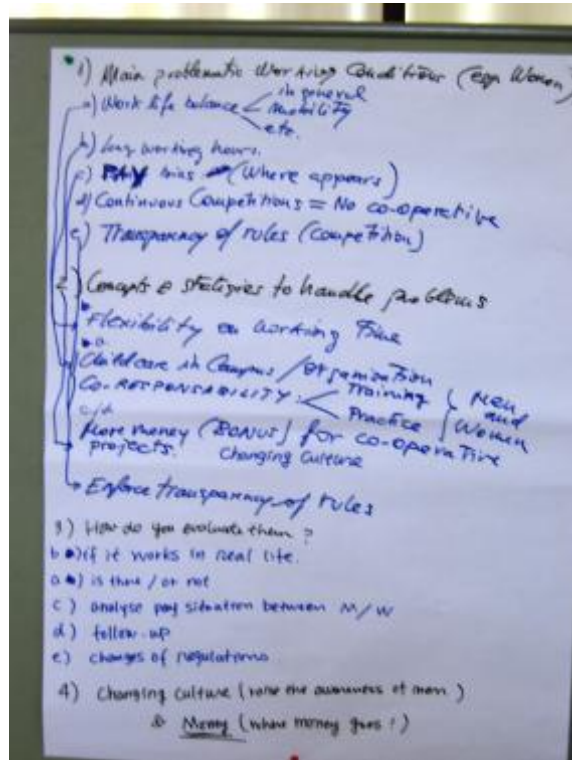 1) Main problematic working Conditions (esp. Women)
a) Work life balance in general
mobility
etc.
b) long working hours.
c) PAY bias (Where appears)
d) Continuous Competitions = No co-operative
e) Transparency of rules (Competition)
2) Concepts & stategies to handle problems
Flexibility on working Time
b a
Childcare in Campus / Organisation
CO-RESPONSABILITY: Training Men
Practice and
Women
c/d
More money (BONUS) for co-operative
projects. Changing Culture
Enforce transparency of rules
3) How do you evaluate them?
b) if it works in real life.
a) is there / or not
c) analyse pay situation between M/W
d) follow-up
e) changes of regulations
4) Changing culture (raise the awareness of men)
& Money (where money goes!)